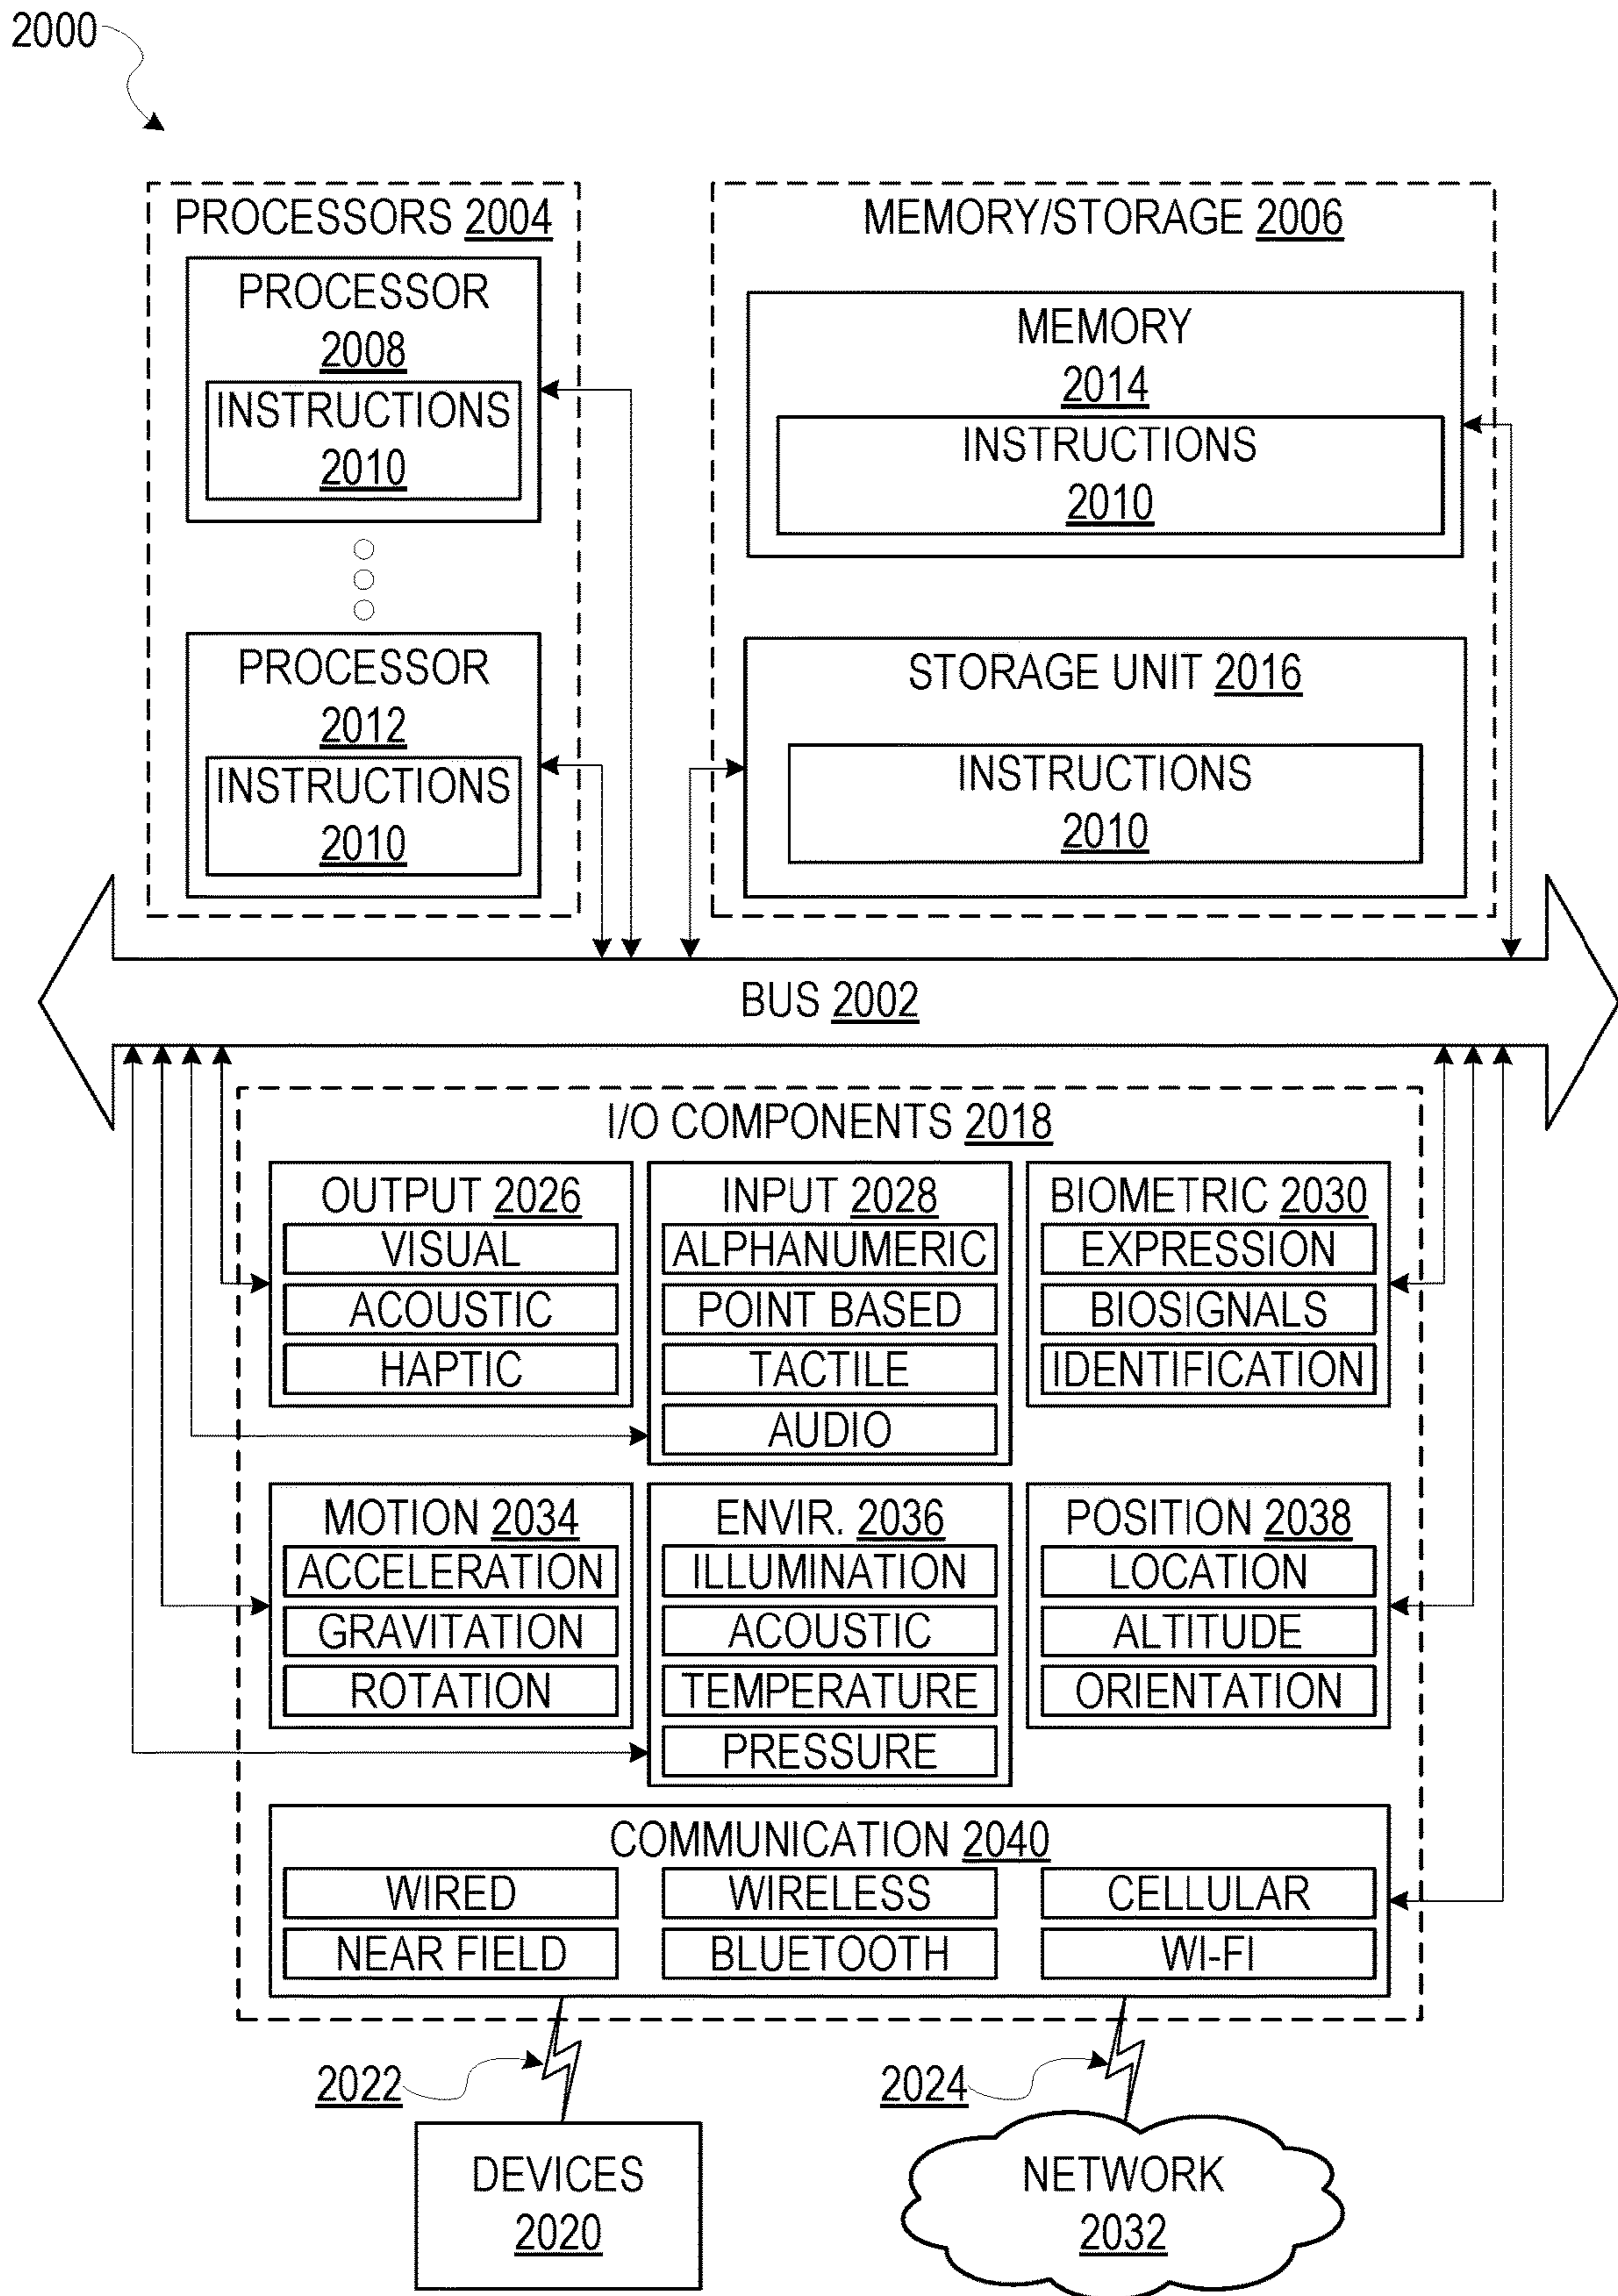 2000
PROCESSORS 2004
PROCESSOR
2008
INSTRUCTIONS
2010
PROCESSOR
2012
INSTRUCTIONS
2010
MEMORY/STORAGE 2006
MEMORY
2014
INSTRUCTIONS
2010
STORAGE UNIT 2016
INSTRUCTIONS
2010
BUS 2002
I/O COMPONENTS 2018
OUTPUT 2026
VISUAL
ACOUSTIC
HAPTIC
INPUT 2028
ALPHANUMERIC
POINT BASED
TACTILE
AUDIO
BIOMETRIC 2030
EXPRESSION
BIOSIGNALS
IDENTIFICATION
MOTION 2034
ACCELERATION
GRAVITATION
ROTATION
ENVIR. 2036
ILLUMINATION
ACOUSTIC
TEMPERATURE
PRESSURE
POSITION 2038
LOCATION
ALTITUDE
ORIENTATION
COMMUNICATION 2040
WIRED
WIRELESS
CELLULAR
NEAR FIELD
BLUETOOTH
WI-FI
2022
2024
DEVICES
2020
NETWORK
2032